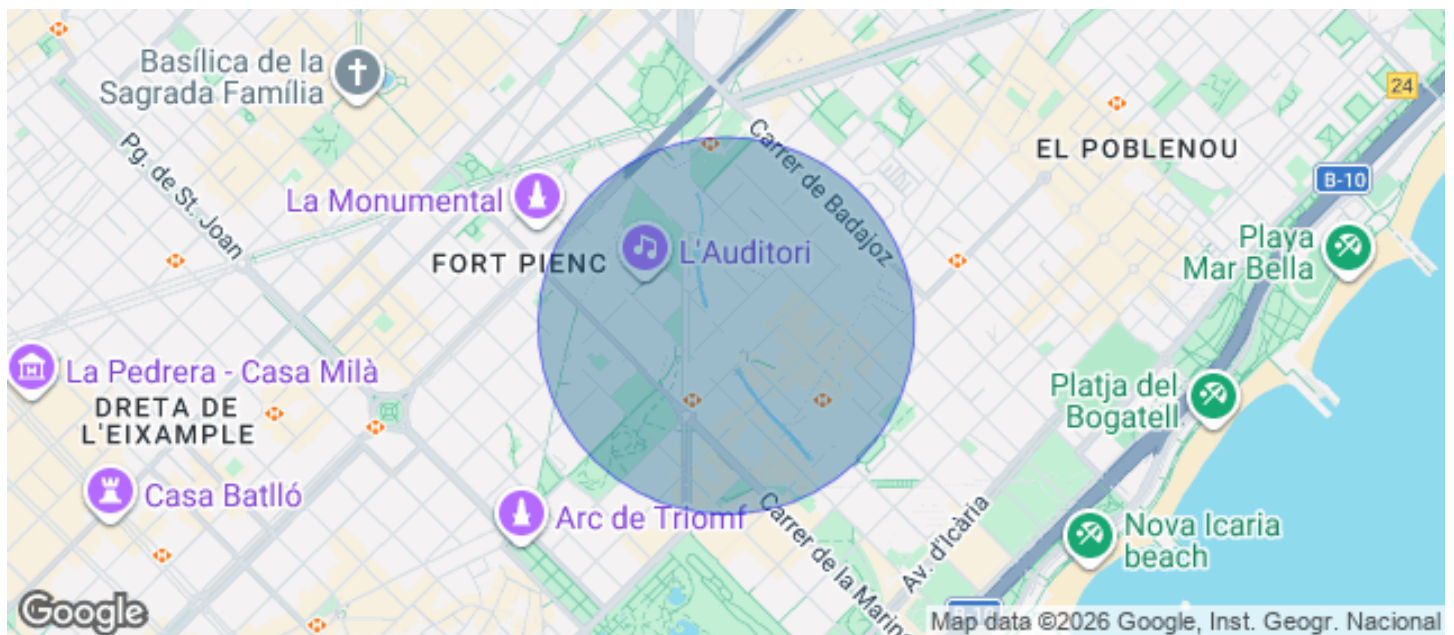 Basílica de la
Sagrada Família
24
Carrer de Badajoz
EL POBLENOU
Pg. de St. Joan
B-10
La Monumental
Playa
Mar Bella
FORT PIENC
L'Auditori
La Pedrera - Casa Milà
Platja del
Bogatell
DRETA DE
L'EIXAMPLE
Casa Batlló
Arc de Triomf
Carrer de la Marina
Av. d'Icària
Nova Icaria
beach
B-10
Google
Map data ©2026 Google, Inst. Geogr. Nacional